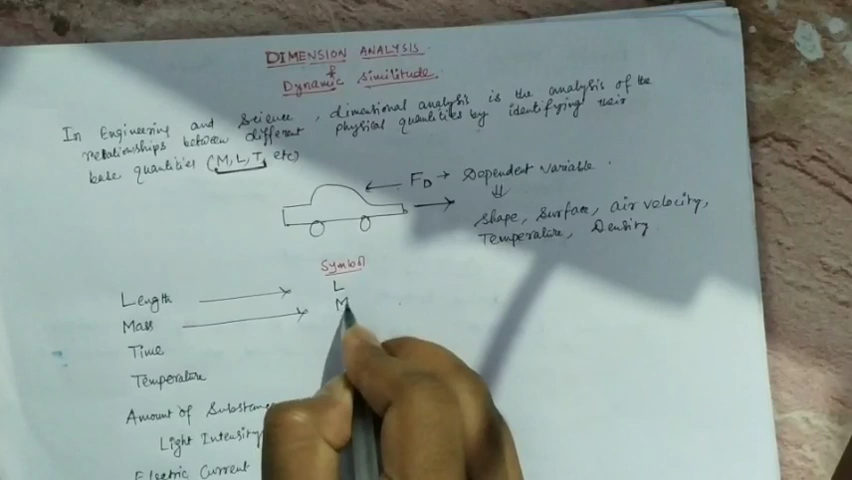 DIMENSION ANALYSIS
&
Dynamic Similitude.
In Engineering and Science, dimensional analysis is the analysis of the
relationships between different physical quantities by identifying their
base quantities (M, L, T, etc)
FD → Dependent variable.
⇓
Shape, Surface, air velocity,
Temperature, Density.
Symbol
Length → L
Mass → M
Time
Temperature
Amount of Substance
Light Intensity
Electric Current